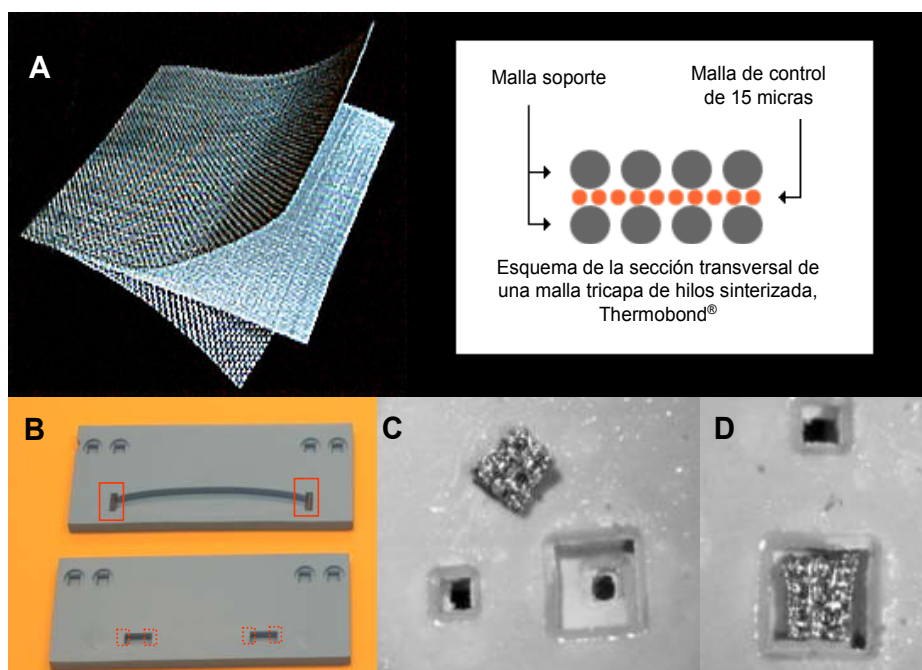 A
Malla soporte
Malla de control
de 15 micras
Esquema de la sección transversal de
una malla tricapa de hilos sinterizada,
Thermobond®
B
C
D